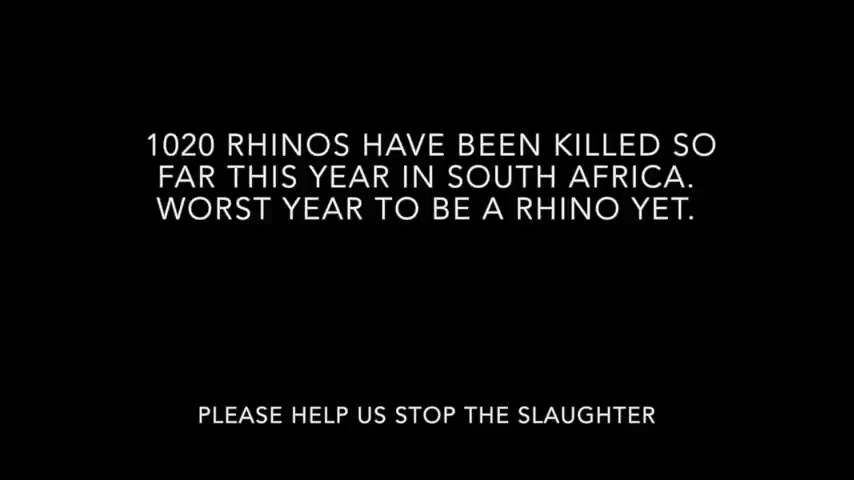 1020 RHINOS HAVE BEEN KILLED SO
FAR THIS YEAR IN SOUTH AFRICA.
WORST YEAR TO BE A RHINO YET.
PLEASE HELP US STOP THE SLAUGHTER